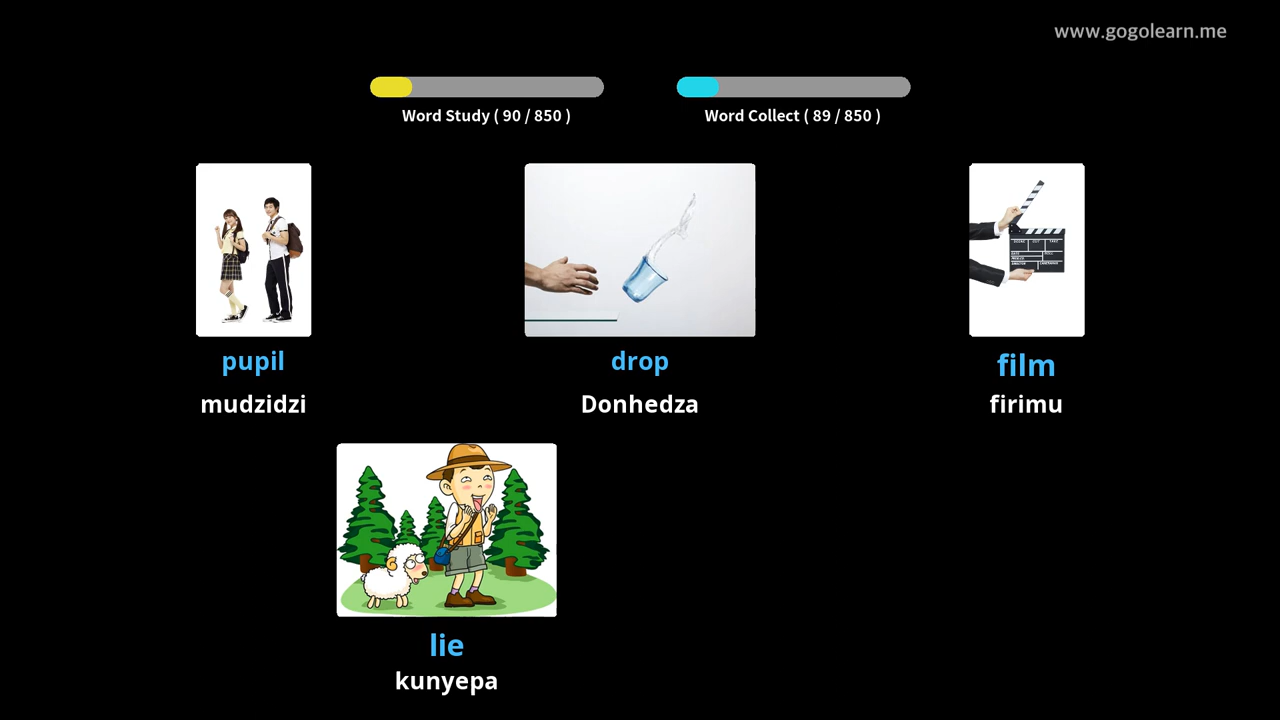 www.gogolearn.me
Word Study ( 90 / 850 )
Word Collect ( 89 / 850 )
pupil
mudzidzi
drop
Donhedza
film
firimu
lie
kunyepa